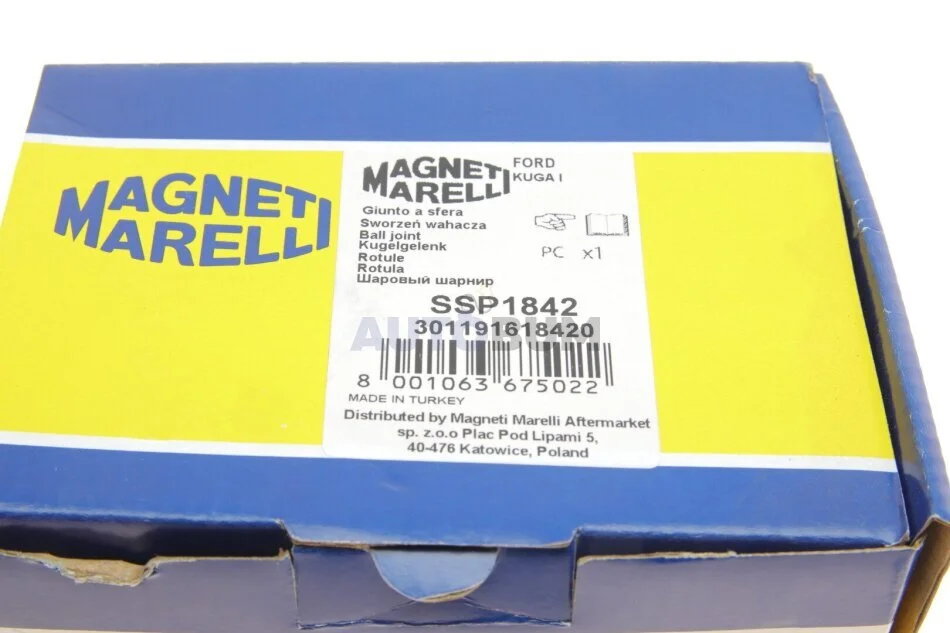 MAGNETI
MARELLI
MAGNETI
MARELLI
FORD
KUGA I
Giunto a sfera
Sworzeń wahacza
Ball joint
Kugelgelenk
Rotule
Rotula
Шаровый шарнир
PC x1
SSP1842
AUTOBUM
301191618420
8 001063 675022
MADE IN TURKEY
Distributed by Magneti Marelli Aftermarket
sp. z.o.o Plac Pod Lipami 5,
40-476 Katowice, Poland